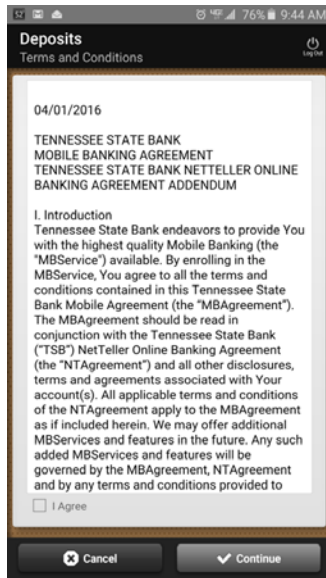 52
76% 9:44 AM
Deposits
Terms and Conditions
Log Out
04/01/2016
TENNESSEE STATE BANK
MOBILE BANKING AGREEMENT
TENNESSEE STATE BANK NETTELLER ONLINE
BANKING AGREEMENT ADDENDUM
I. Introduction
Tennessee State Bank endeavors to provide You
with the highest quality Mobile Banking (the
"MBService") available. By enrolling in the
MBService, You agree to all the terms and
conditions contained in this Tennessee State
Bank Mobile Agreement (the "MBAgreement").
The MBAgreement should be read in
conjunction with the Tennessee State Bank
("TSB") NetTeller Online Banking Agreement
(the "NTAgreement") and all other disclosures,
terms and agreements associated with Your
account(s). All applicable terms and conditions
of the NTAgreement apply to the MBAgreement
as if included herein. We may offer additional
MBServices and features in the future. Any such
added MBServices and features will be
governed by the MBAgreement, NTAgreement
and by any terms and conditions provided to
I Agree
Cancel
Continue